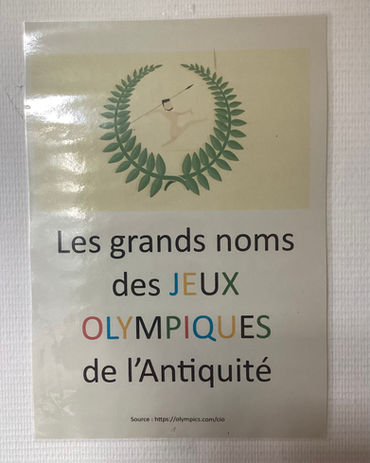 Les grands noms
des JEUX
OLYMPIQUES
de l'Antiquité
Source : https://olympics.com/cio